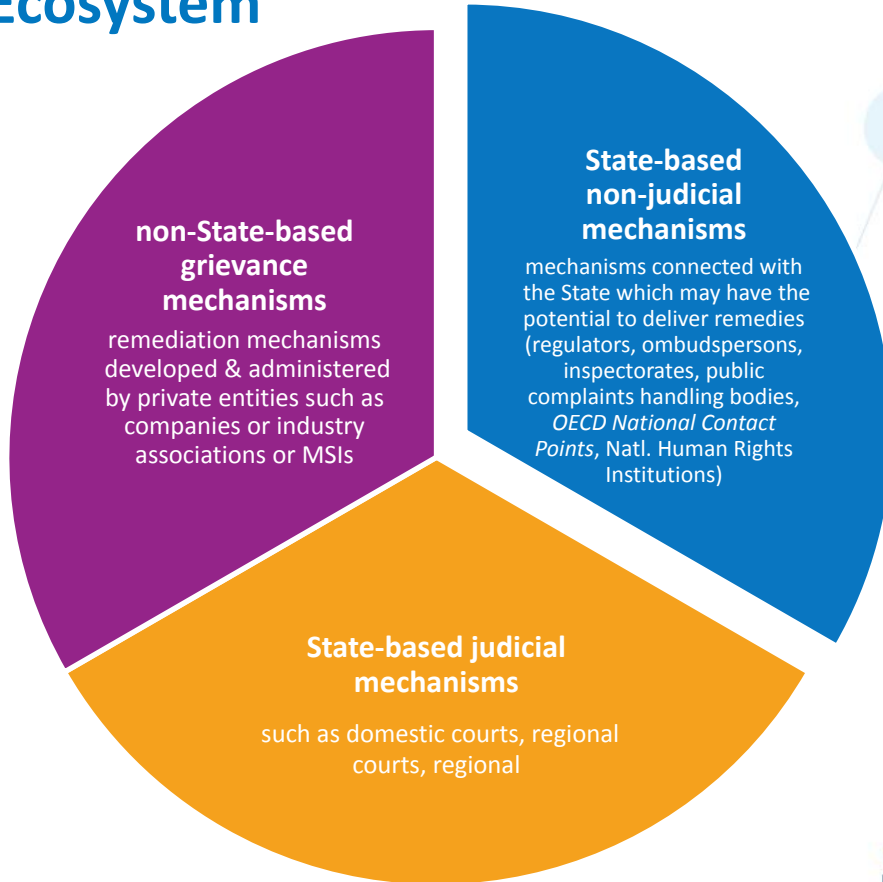 Ecosystem
non-State-based
grievance
mechanisms
remediation mechanisms
developed & administered
by private entities such as
companies or industry
associations or MSIs
State-based
non-judicial
mechanisms
mechanisms connected with
the State which may have the
potential to deliver remedies
(regulators, ombudspersons,
inspectorates, public
complaints handling bodies,
OECD National Contact
Points, Natl. Human Rights
Institutions)
State-based judicial
mechanisms
such as domestic courts, regional
courts, regional